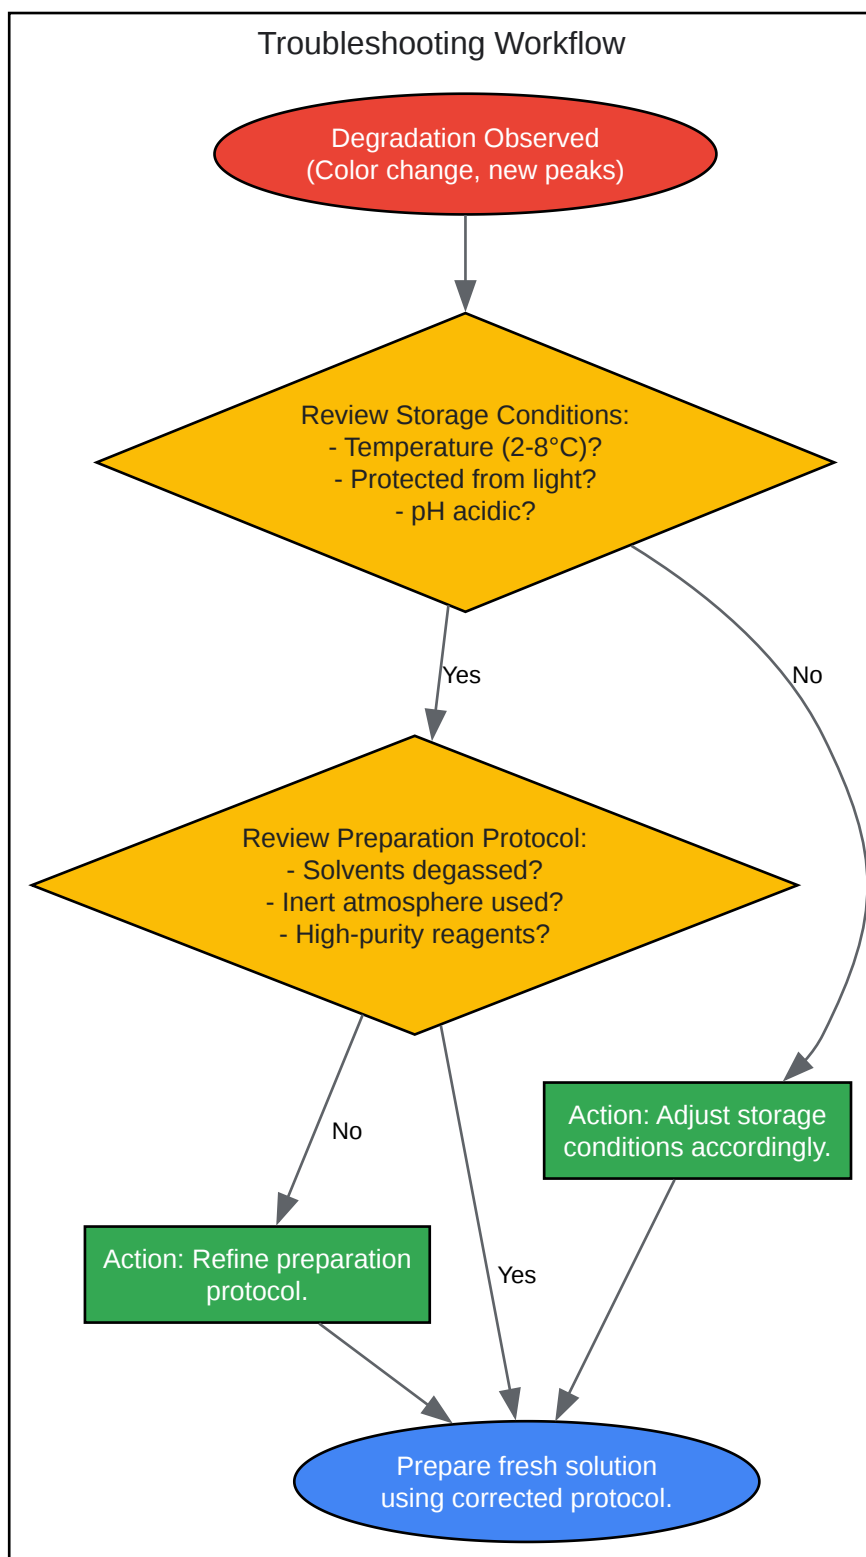 Troubleshooting Workflow
Degradation Observed
(Color change, new peaks)
Review Storage Conditions:
- Temperature (2-8°C)?
- Protected from light?
- pH acidic?
Yes
No
Review Preparation Protocol:
- Solvents degassed?
- Inert atmosphere used?
- High-purity reagents?
No
Action: Adjust storage
conditions accordingly.
Action: Refine preparation
protocol.
Yes
Prepare fresh solution
using corrected protocol.